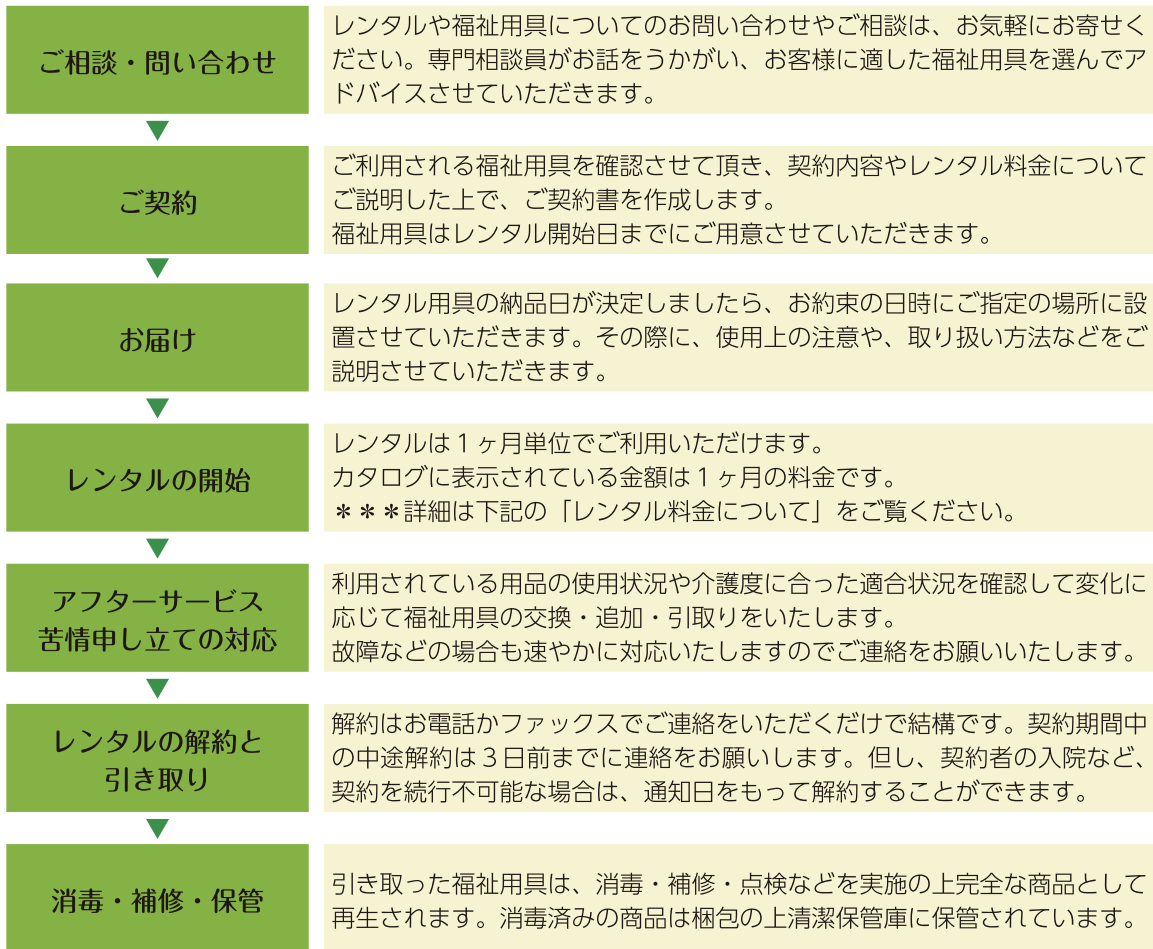 ご相談・問い合わせ
レンタルや福祉用具についてのお問い合わせやご相談は、お気軽にお寄せく
ださい。専門相談員がお話をうかがい、お客様に適した福祉用具を選んでア
ドバイスさせていただきます。
ご契約
ご利用される福祉用具を確認させて頂き、契約内容やレンタル料金について
ご説明した上で、ご契約書を作成します。
福祉用具はレンタル開始日までにご用意させていただきます。
お届け
レンタル用具の納品日が決定しましたら、お約束の日時にご指定の場所に設
置させていただきます。その際に、使用上の注意や、取り扱い方法などをご
説明させていただきます。
レンタルの開始
レンタルは１ヶ月単位でご利用いただけます。
カタログに表示されている金額は１ヶ月の料金です。
＊＊＊詳細は下記の「レンタル料金について」をご覧ください。
アフターサービス
苦情申し立ての対応
利用されている用品の使用状況や介護度に合った適合状況を確認して変化に
応じて福祉用具の交換・追加・引取りをいたします。
故障などの場合も速やかに対応いたしますのでご連絡をお願いいたします。
レンタルの解約と
引き取り
解約はお電話かファックスでご連絡をいただくだけで結構です。契約期間中
の中途解約は３日前までに連絡をお願いします。但し、契約者の入院など、
契約を続行不可能な場合は、通知日をもって解約することができます。
消毒・補修・保管
引き取った福祉用具は、消毒・補修・点検などを実施の上完全な商品として
再生されます。消毒済みの商品は梱包の上清潔保管庫に保管されています。